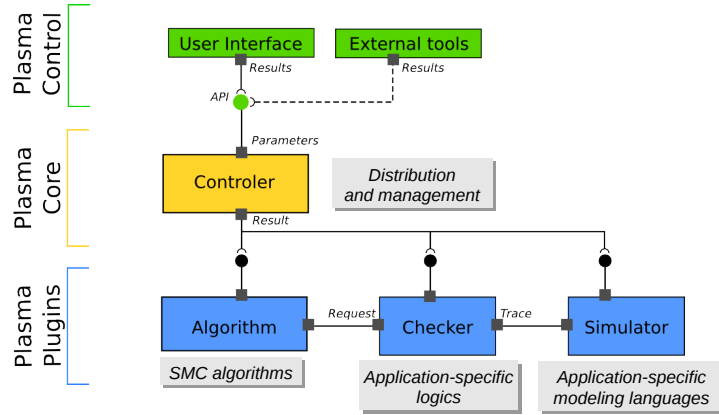 Plasma
Control
User Interface
External tools
Results
Results
API
Parameters
Plasma
Core
Controler
Distribution
and management
Result
Plasma
Plugins
Algorithm
Request
Checker
Trace
Simulator
SMC algorithms
Application-specific
logics
Application-specific
modeling languages